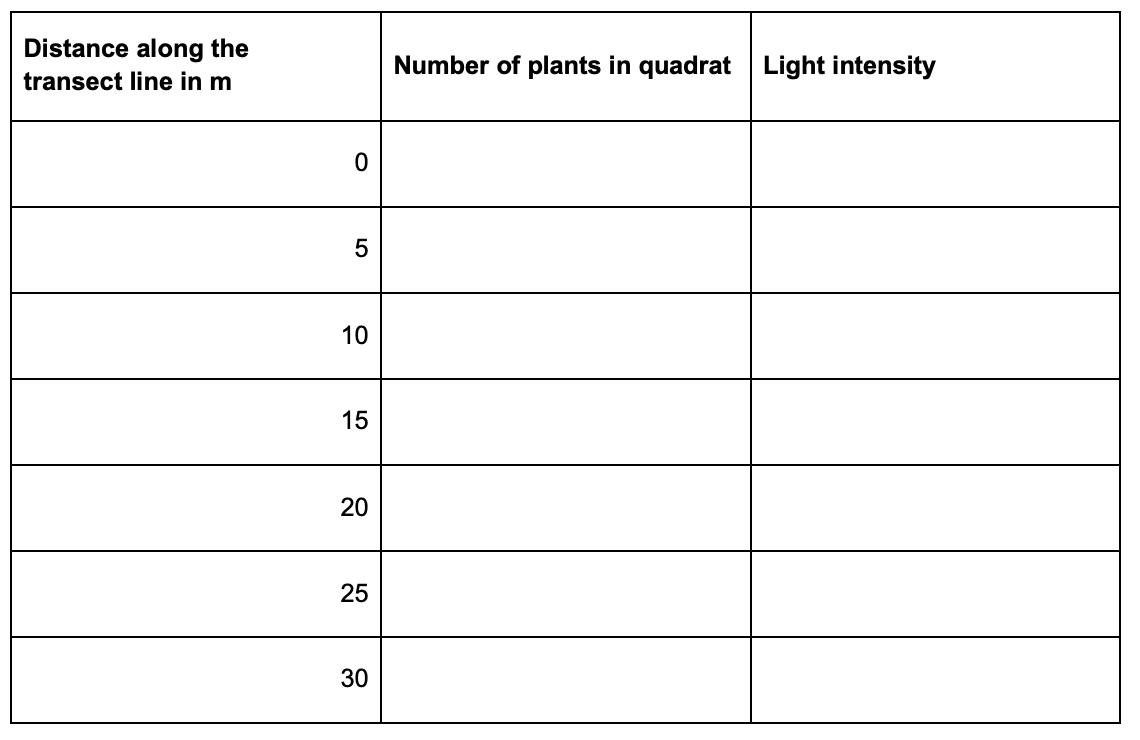 Distance along the
transect line in m
Number of plants in quadrat
Light intensity
0
5
10
15
20
25
30